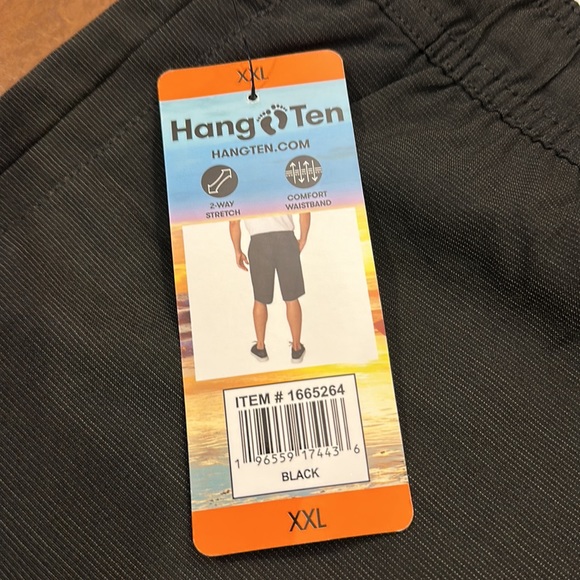 XXL
Hang Ten
HANGTEN.COM
2-WAY
STRETCH
COMFORT
WAISTBAND
ITEM # 1665264
1 96559 17443 6
BLACK
XXL